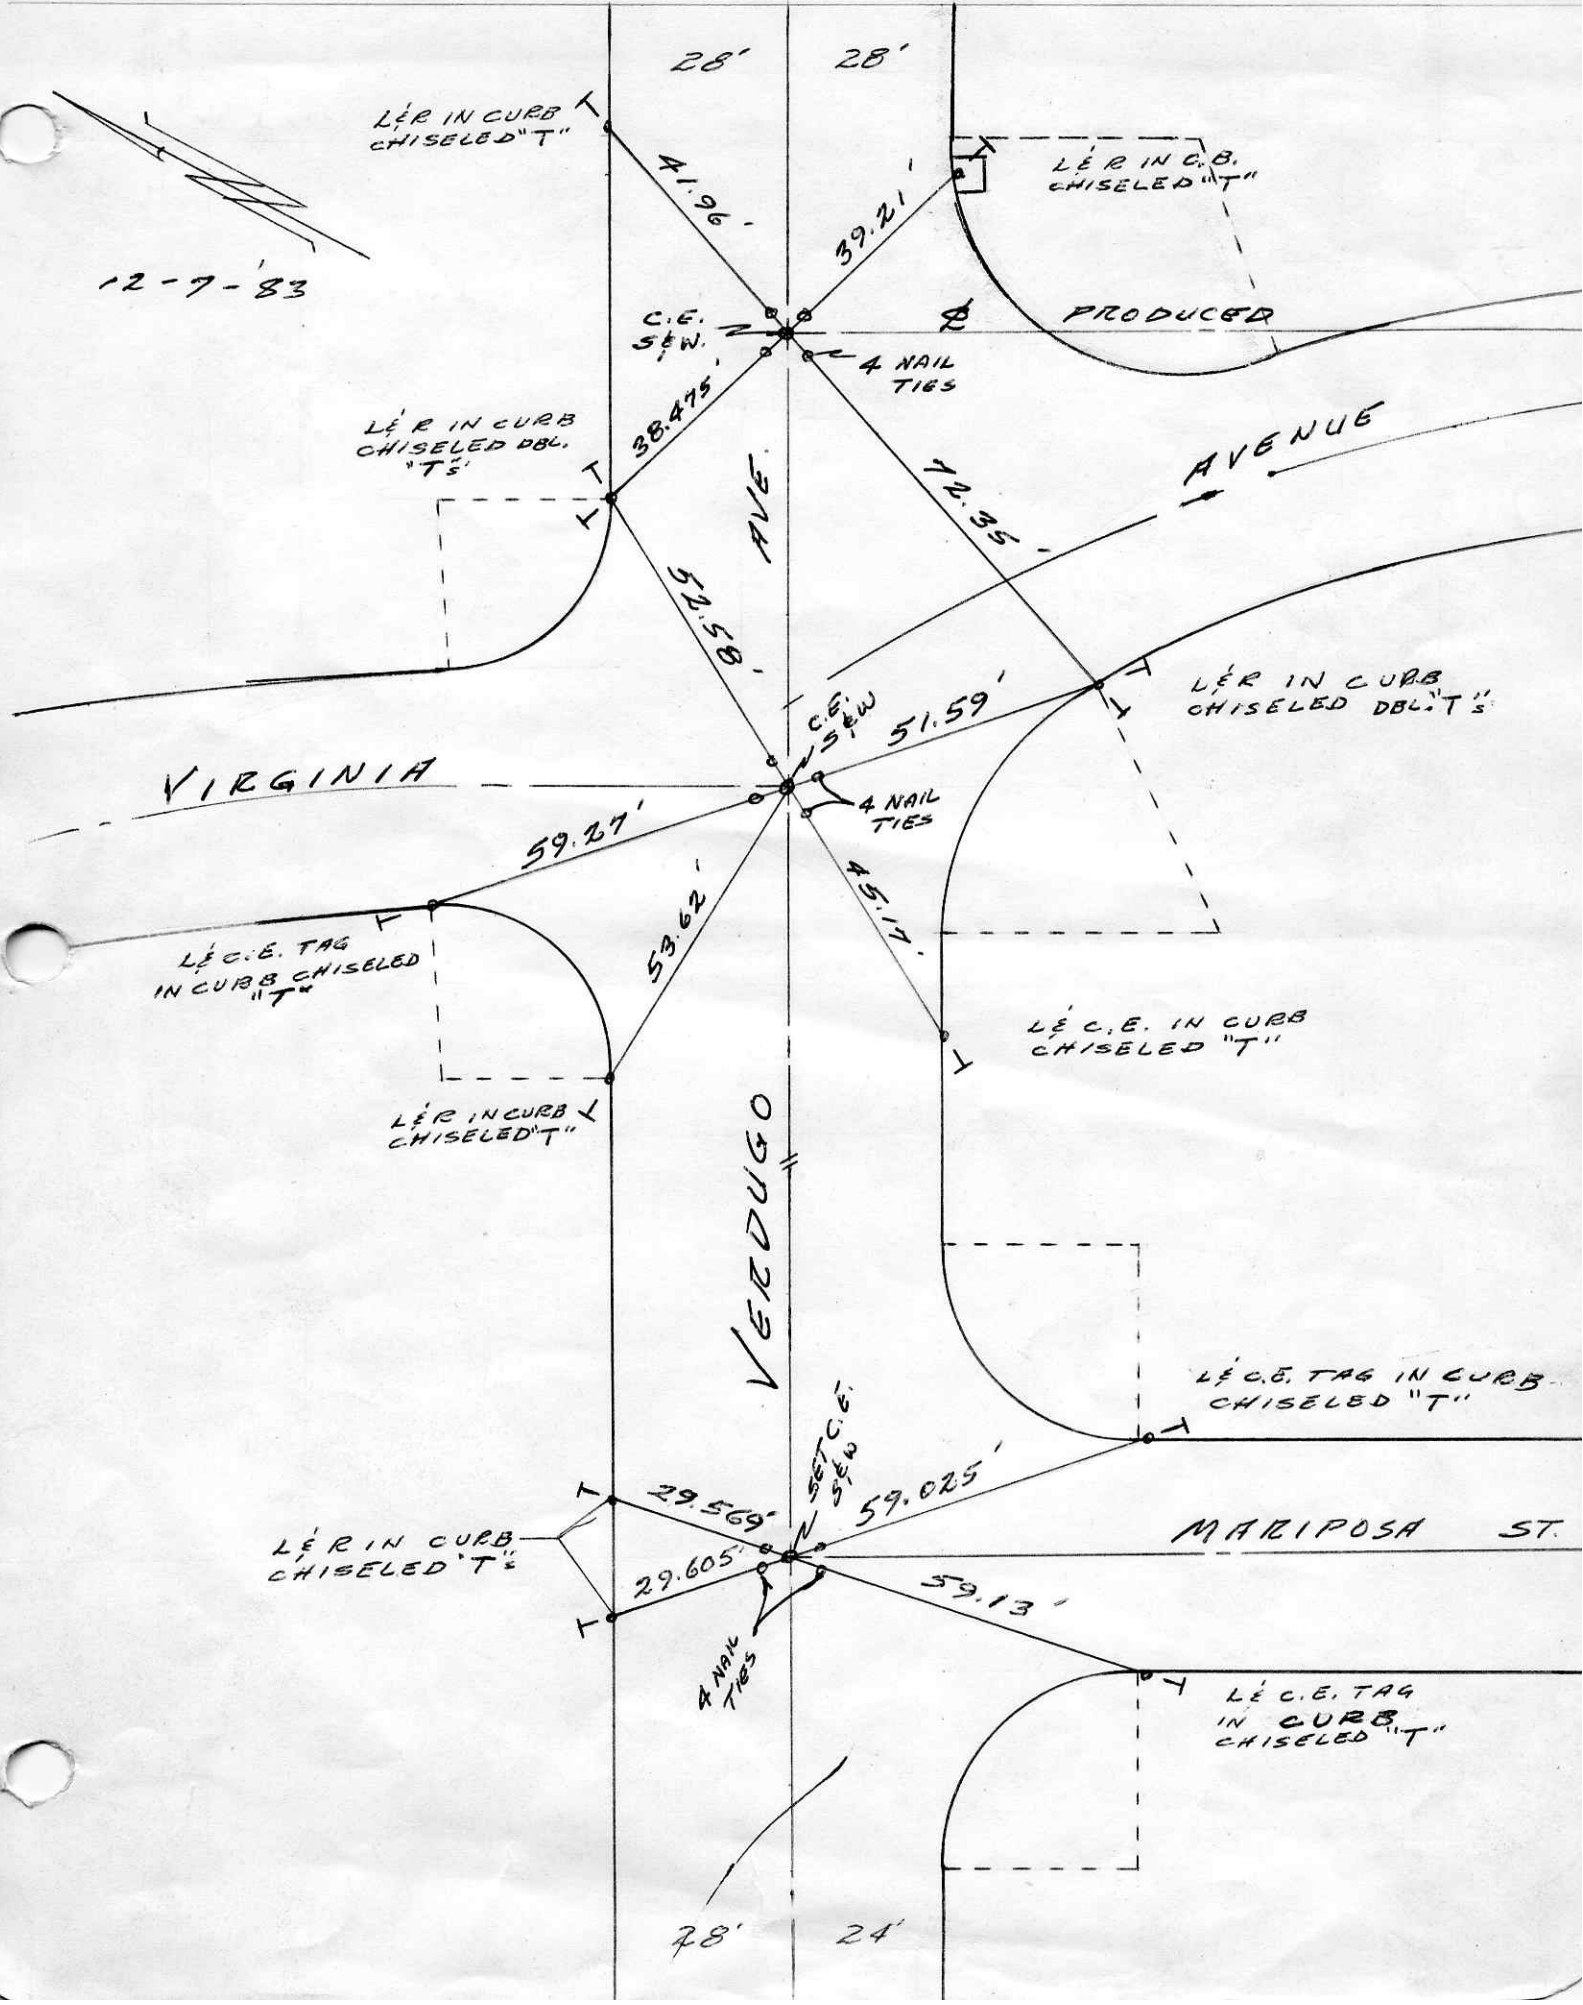 28' 28'
L&R IN CURB
CHISELED "T"
T
41.96'
39.21'
T
L&R IN C.B.
CHISELED "T"
12-7-'83
C.E.
S&W.
℄ PRODUCED
4 NAIL
TIES
L&R IN CURB
CHISELED DBL.
"T"s
T
T
38.475'
AVE.
72.35'
AVENUE
52.58'
C.E.
S&W
51.59'
T
T
L&R IN CURB
CHISELED DBL. "T"s
VIRGINIA
4 NAIL
TIES
59.27'
53.62'
45.17'
T
L&C.E. TAG
IN CURB CHISELED
"T"
L&C.E. IN CURB
CHISELED "T"
T
L&R IN CURB
CHISELED "T"
T
VERDUGO
L&C.E. TAG IN CURB
CHISELED "T"
T
SET C.E.
S&W
T
29.569'
59.025'
L&R IN CURB
CHISELED "T"s
MARIPOSA ST.
29.605'
T
59.13'
4 NAIL
TIES
T
L&C.E. TAG
IN CURB
CHISELED "T"
28' 24'